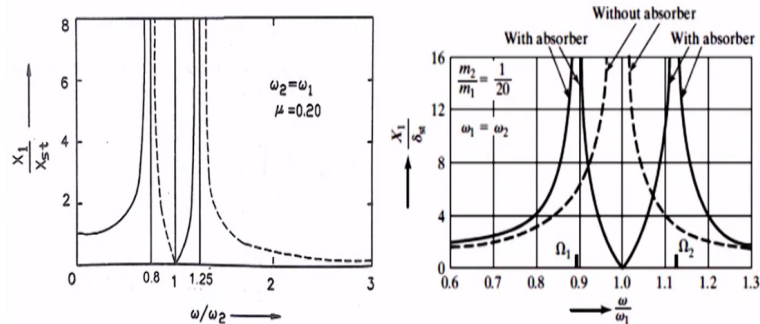 8
6
4
2
0
X1
Xst
ω2=ω1
μ=0.20
0.8 1 1.25 2 3
ω/ω2
Without absorber
With absorber With absorber
16
12
8
4
0
m2/m1 = 1/20
ω1 = ω2
X1
δst
Ω1 Ω2
0.6 0.7 0.8 0.9 1.0 1.1 1.2 1.3
ω
ω1